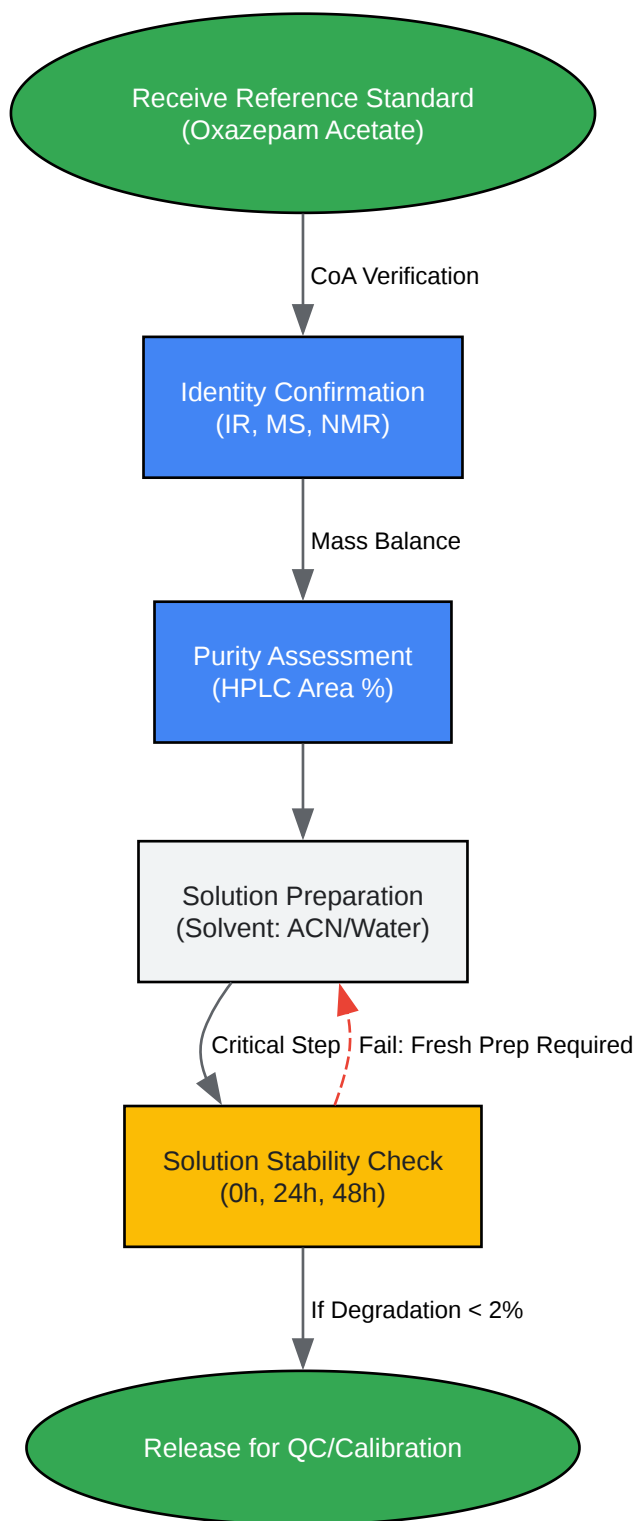 Receive Reference Standard
(Oxazepam Acetate)
CoA Verification
Identity Confirmation
(IR, MS, NMR)
Mass Balance
Purity Assessment
(HPLC Area %)
Solution Preparation
(Solvent: ACN/Water)
Critical Step
Fail: Fresh Prep Required
Solution Stability Check
(0h, 24h, 48h)
If Degradation < 2%
Release for QC/Calibration